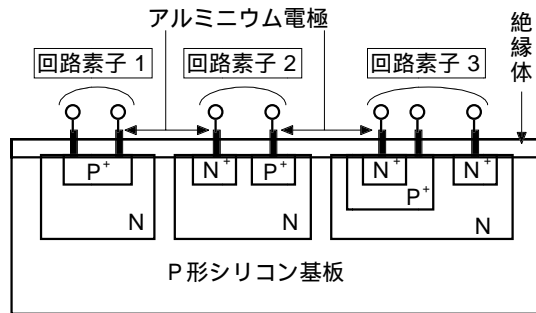 アルミニウム電極
絶縁体
回路素子 1
回路素子 2
回路素子 3
P+
N+
P+
N+
N+
P+
N
N
N
P形シリコン基板